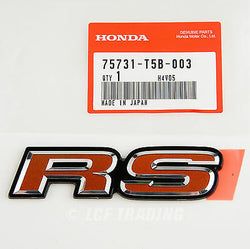 HONDA
GENUINE PARTS
Honda Motor Co., Ltd.
75731-T5B-003
QTY 1 H4V05
MADE IN JAPAN
RS
© LCF TRADING